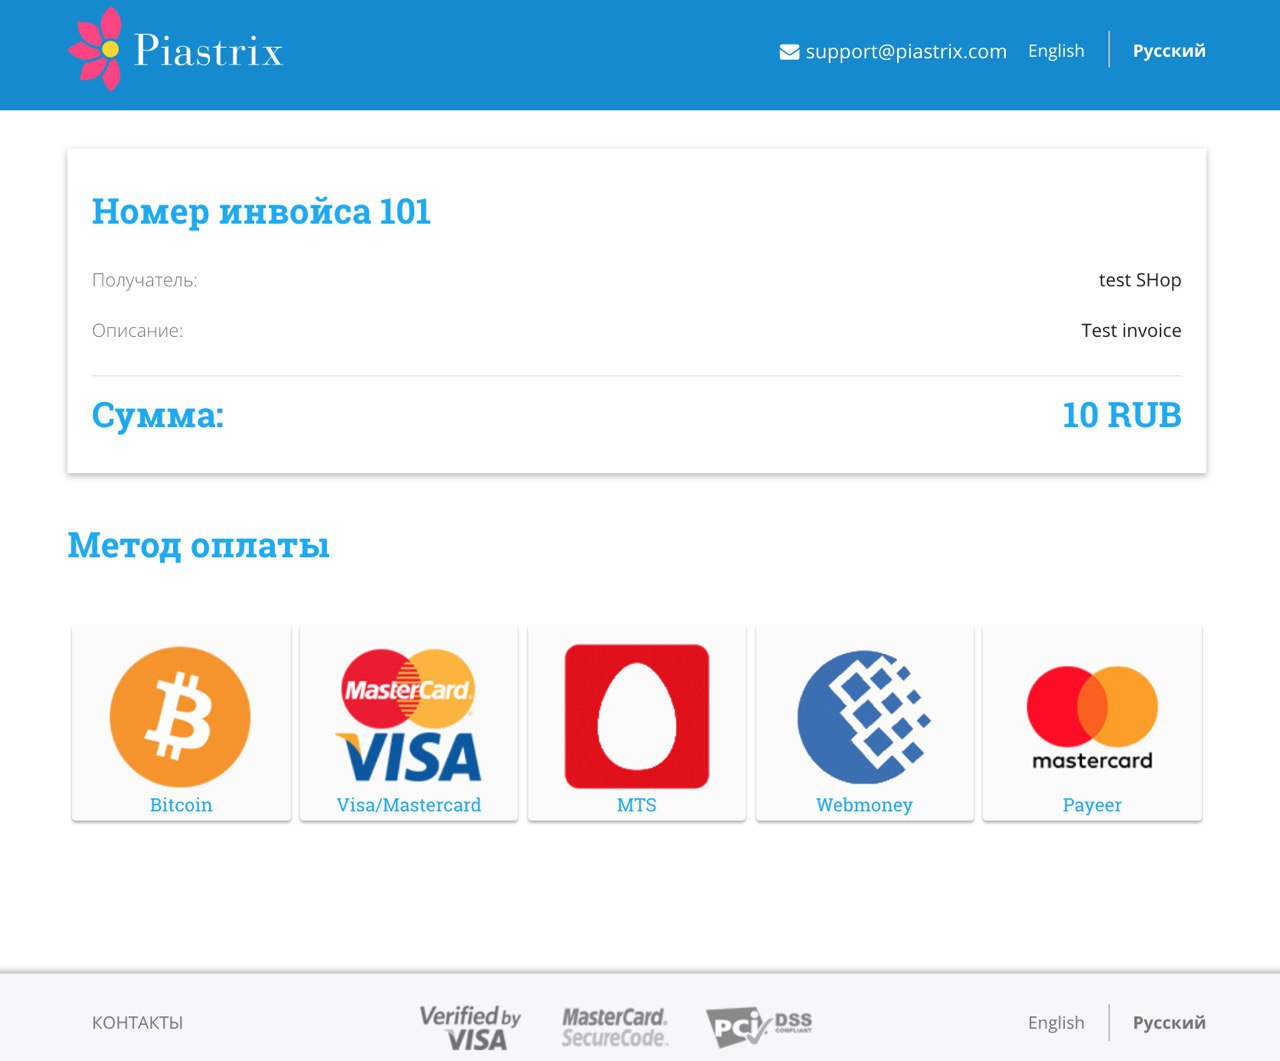 Piastrix
support@piastrix.com English Русский
Номер инвойса 101
Получатель: test SHop
Описание: Test invoice
Сумма: 10 RUB
Метод оплаты
MasterCard
VISA
mastercard
Bitcoin Visa/Mastercard MTS Webmoney Payeer
КОНТАКТЫ
Verified by
VISA
MasterCard.
SecureCode.
PCI DSS
COMPLIANT
English Русский